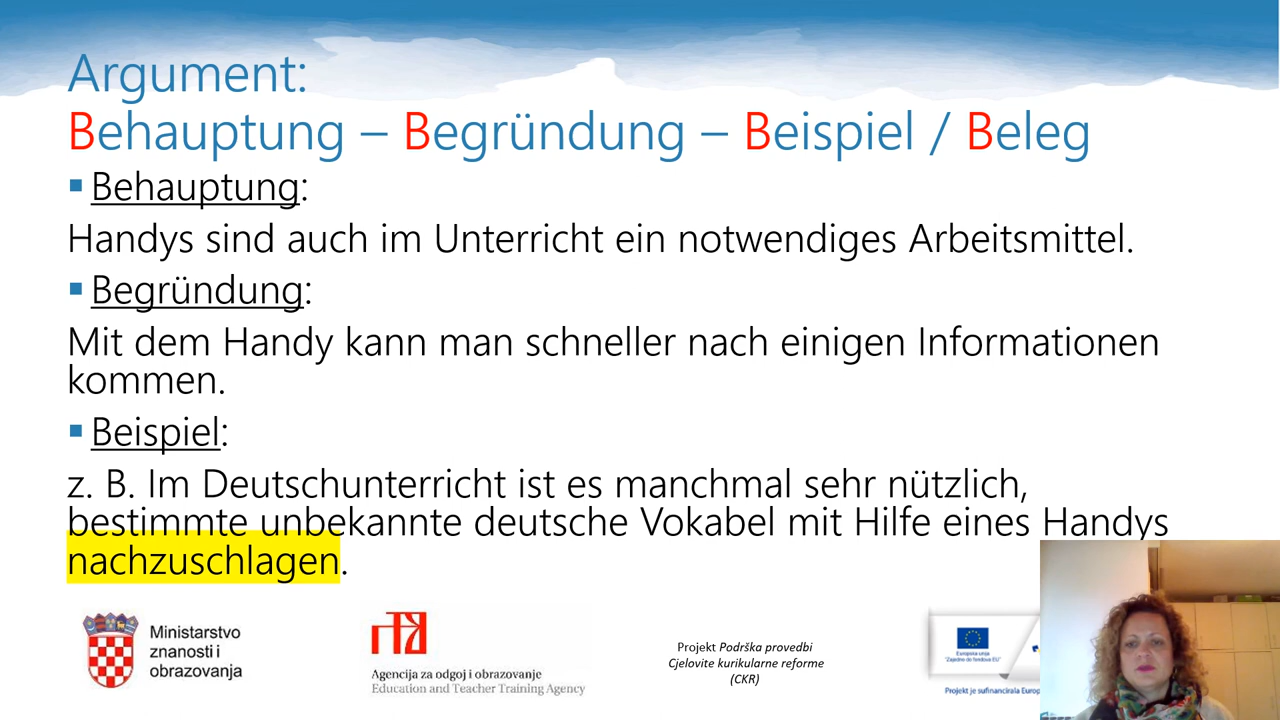 Argument:
Behauptung – Begründung – Beispiel / Beleg
Behauptung:
Handys sind auch im Unterricht ein notwendiges Arbeitsmittel.
Begründung:
Mit dem Handy kann man schneller nach einigen Informationen
kommen.
Beispiel:
z. B. Im Deutschunterricht ist es manchmal sehr nützlich,
bestimmte unbekannte deutsche Vokabel mit Hilfe eines Handys
nachzuschlagen.
Ministarstvo
znanosti i
obrazovanja
Agencija za odgoj i obrazovanje
Education and Teacher Training Agency
Projekt Podrška provedbi
Cjelovite kurikularne reforme
(CKR)
Europska unija
"Zajedno do fondova EU"
Projekt je sufinancirala